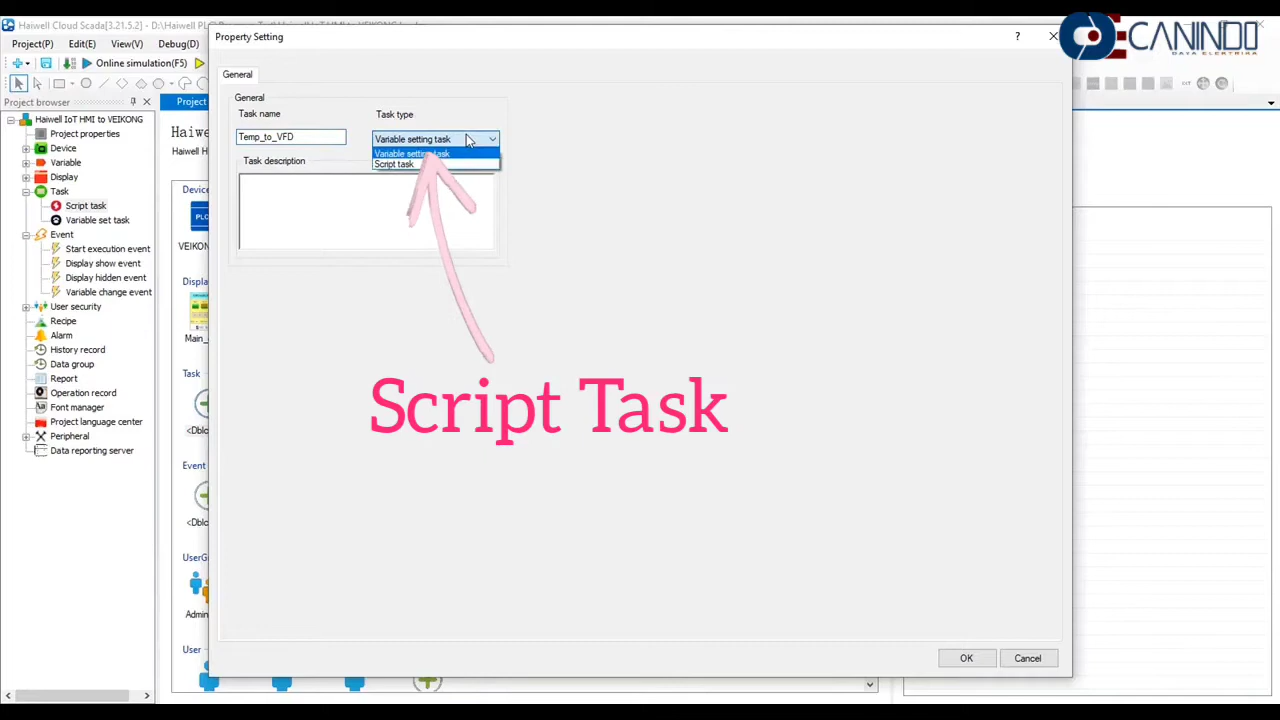 Haiwell Cloud Scada[3.21.5.2] - D:\Haiwell PL
Property Setting
?
CANINDO
DAYA ELEKTRIKA
Project(P) Edit(E) View(V) Debug(D)
Online simulation(F5)
General
Project browser
Project
General
Task name Task type
Temp_to_VFD
Variable setting task
Variable setting task
Script task
Task description
Haiwell IoT HMI to VEIKONG
Project properties
Device
Variable
Display
Task
Script task
Variable set task
Event
Start execution event
Display show event
Display hidden event
Variable change event
User security
Recipe
Alarm
History record
Data group
Report
Operation record
Font manager
Project language center
Peripheral
Data reporting server
Haiw
Haiwell I
Device
PLC
VEIKON
Display
Main_
Task
<Dblo
Event
<Dblo
UserG
Admin
User
Script Task
OK Cancel